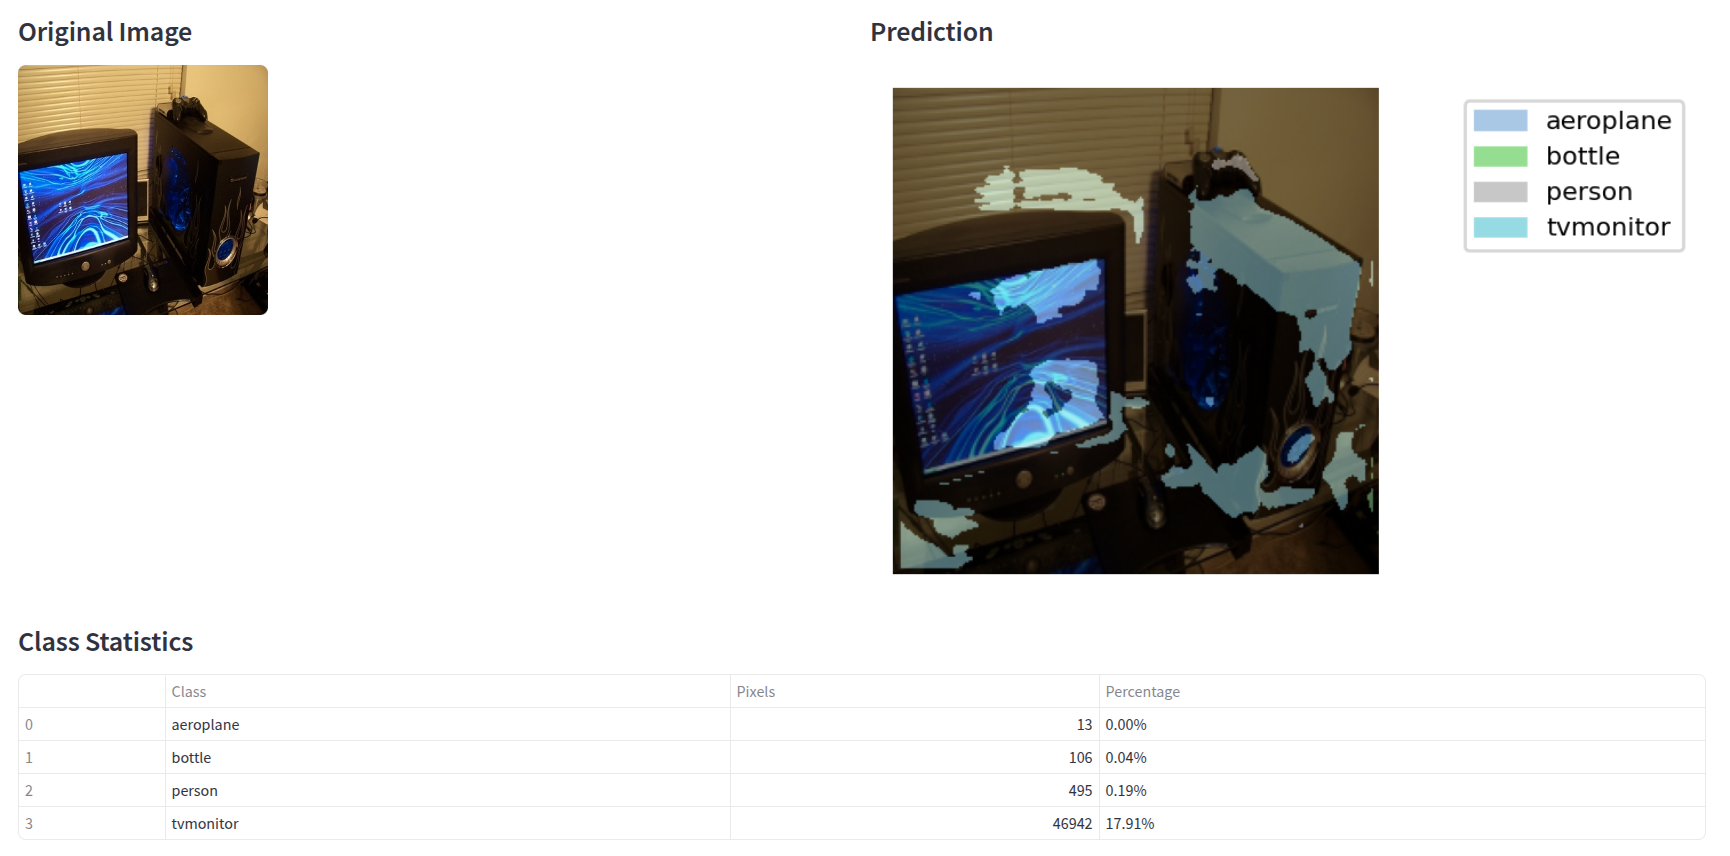 Original Image
Prediction
aeroplane
bottle
person
tvmonitor
Class Statistics
Class Pixels Percentage
0 aeroplane 13 0.00%
1 bottle 106 0.04%
2 person 495 0.19%
3 tvmonitor 46942 17.91%